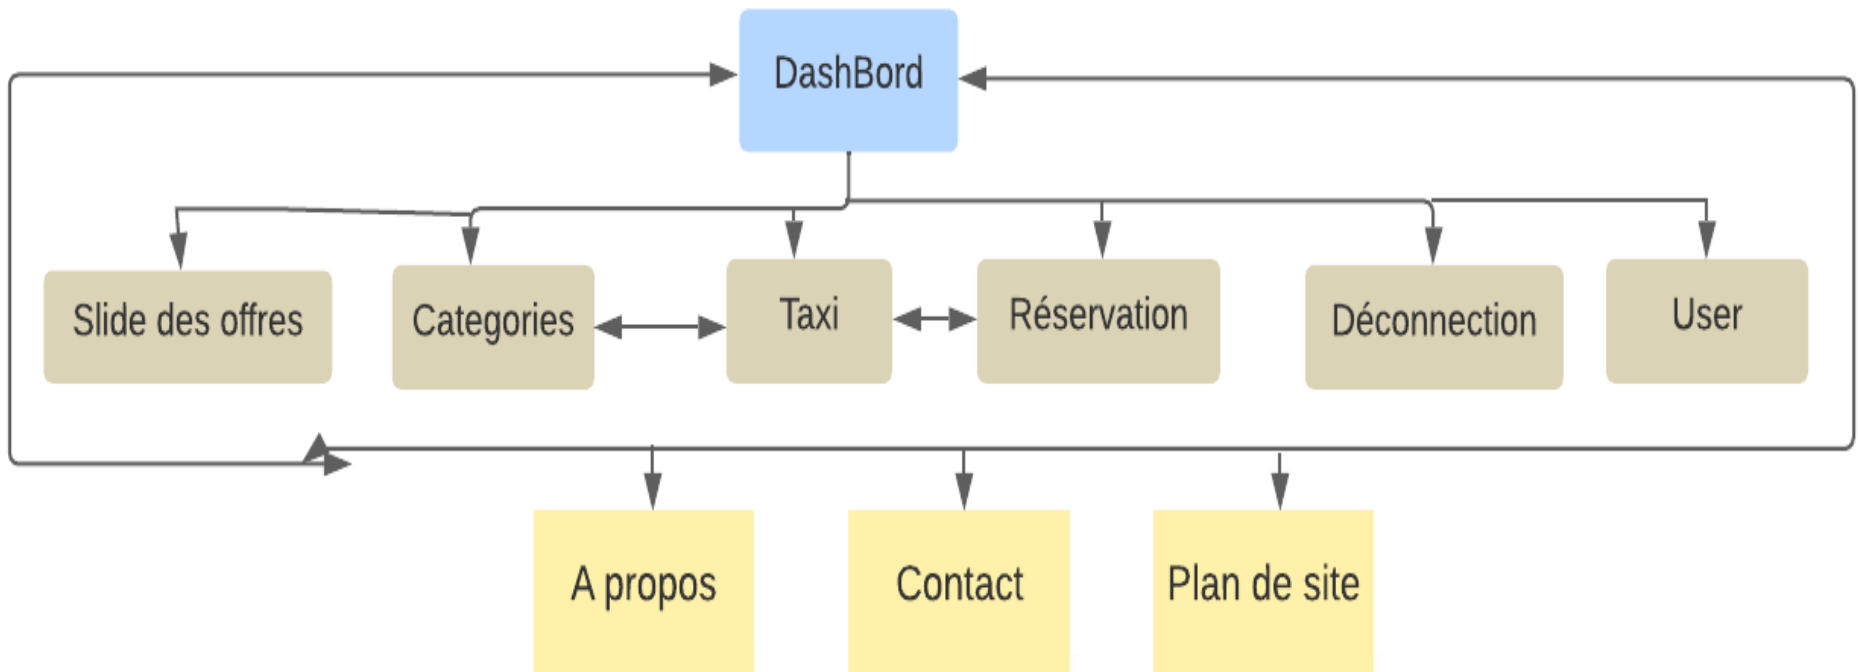 DashBord
Slide des offres
Categories
Taxi
Réservation
Déconnection
User
A propos
Contact
Plan de site